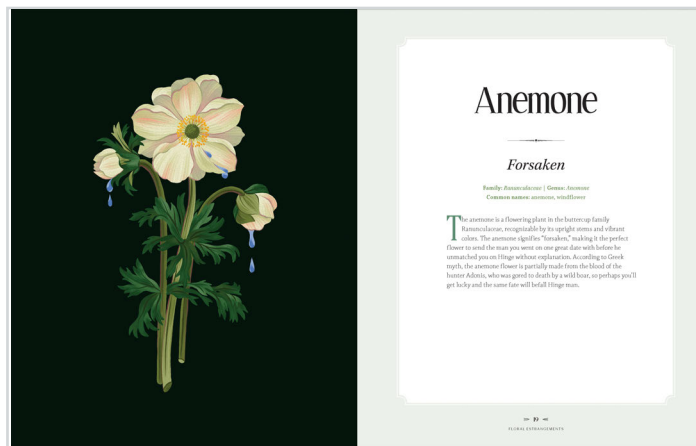 Anemone
Forsaken
Family: Ranunculaceae | Genus: Anemone
Common names: anemone, windflower
The anemone is a flowering plant in the buttercup family
Ranunculaceae, recognizable by its upright stems and vibrant
colors. The anemone signifies “forsaken,” making it the perfect
flower to send the man you went on one great date with before he
unmatched you on Hinge without explanation. According to Greek
myth, the anemone flower is partially made from the blood of the
hunter Adonis, who was gored to death by a wild boar, so perhaps you’ll
get lucky and the same fate will befall Hinge man.
19
FLORAL ESTRANGEMENTS